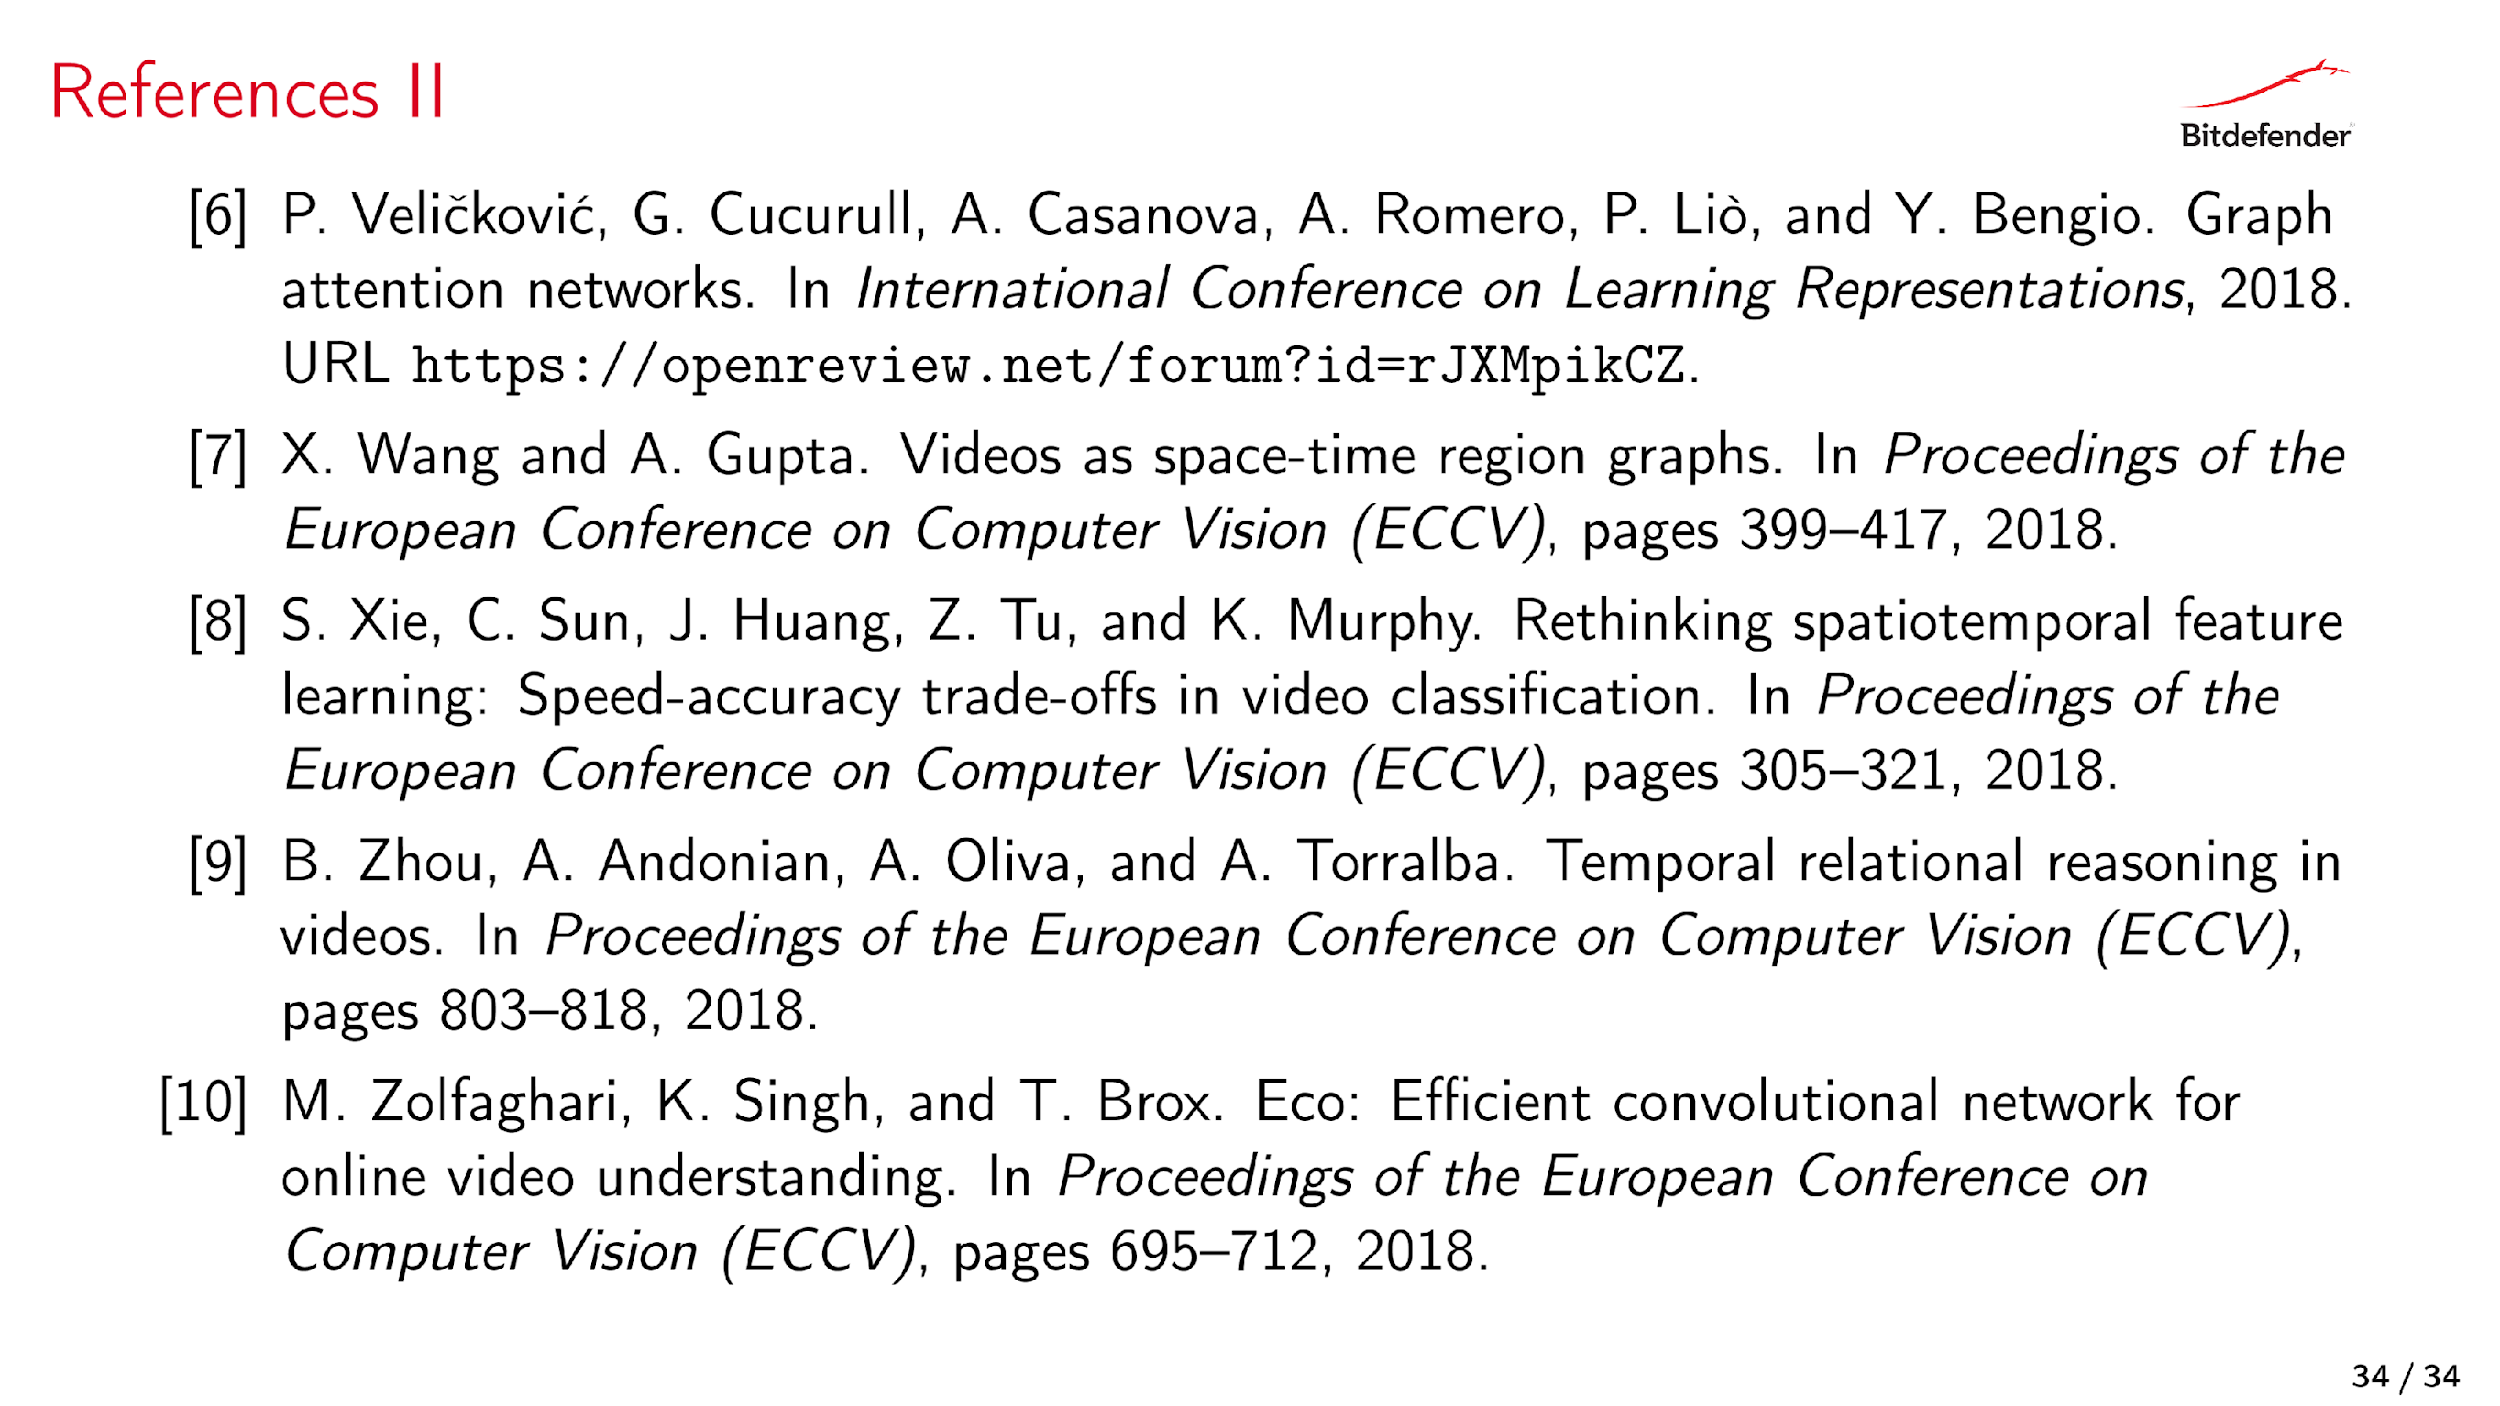 References II
Bitdefender
[6] P. Veličković, G. Cucurull, A. Casanova, A. Romero, P. Liò, and Y. Bengio. Graph
attention networks. In International Conference on Learning Representations, 2018.
URL https://openreview.net/forum?id=rJXMpikCZ.
[7] X. Wang and A. Gupta. Videos as space-time region graphs. In Proceedings of the
European Conference on Computer Vision (ECCV), pages 399–417, 2018.
[8] S. Xie, C. Sun, J. Huang, Z. Tu, and K. Murphy. Rethinking spatiotemporal feature
learning: Speed-accuracy trade-offs in video classification. In Proceedings of the
European Conference on Computer Vision (ECCV), pages 305–321, 2018.
[9] B. Zhou, A. Andonian, A. Oliva, and A. Torralba. Temporal relational reasoning in
videos. In Proceedings of the European Conference on Computer Vision (ECCV),
pages 803–818, 2018.
[10] M. Zolfaghari, K. Singh, and T. Brox. Eco: Efficient convolutional network for
online video understanding. In Proceedings of the European Conference on
Computer Vision (ECCV), pages 695–712, 2018.
34 / 34